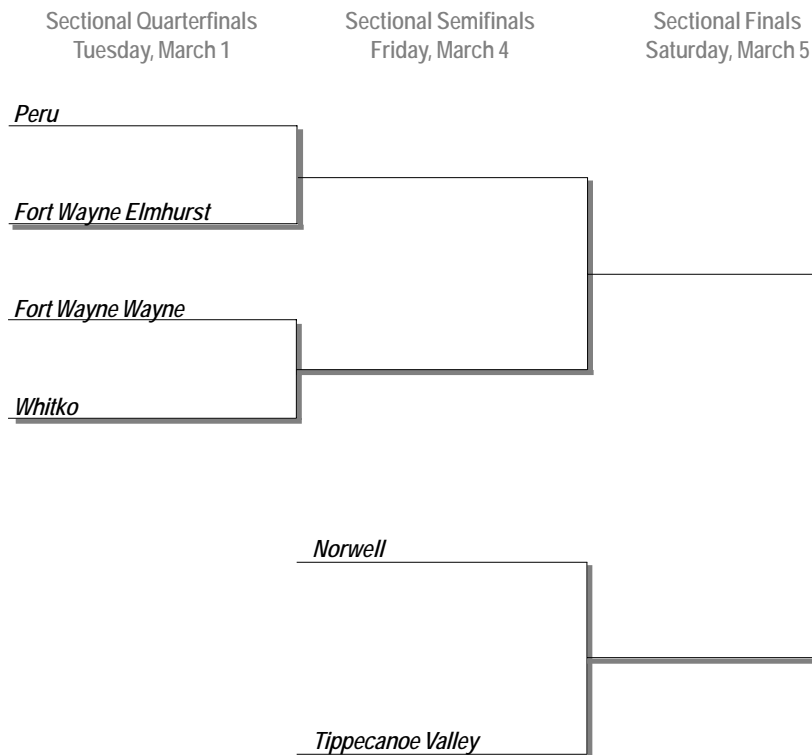 Sectional Quarterfinals
Tuesday, March 1
Sectional Semifinals
Friday, March 4
Sectional Finals
Saturday, March 5
Peru
Fort Wayne Elmhurst
Fort Wayne Wayne
Whitko
Norwell
Tippecanoe Valley